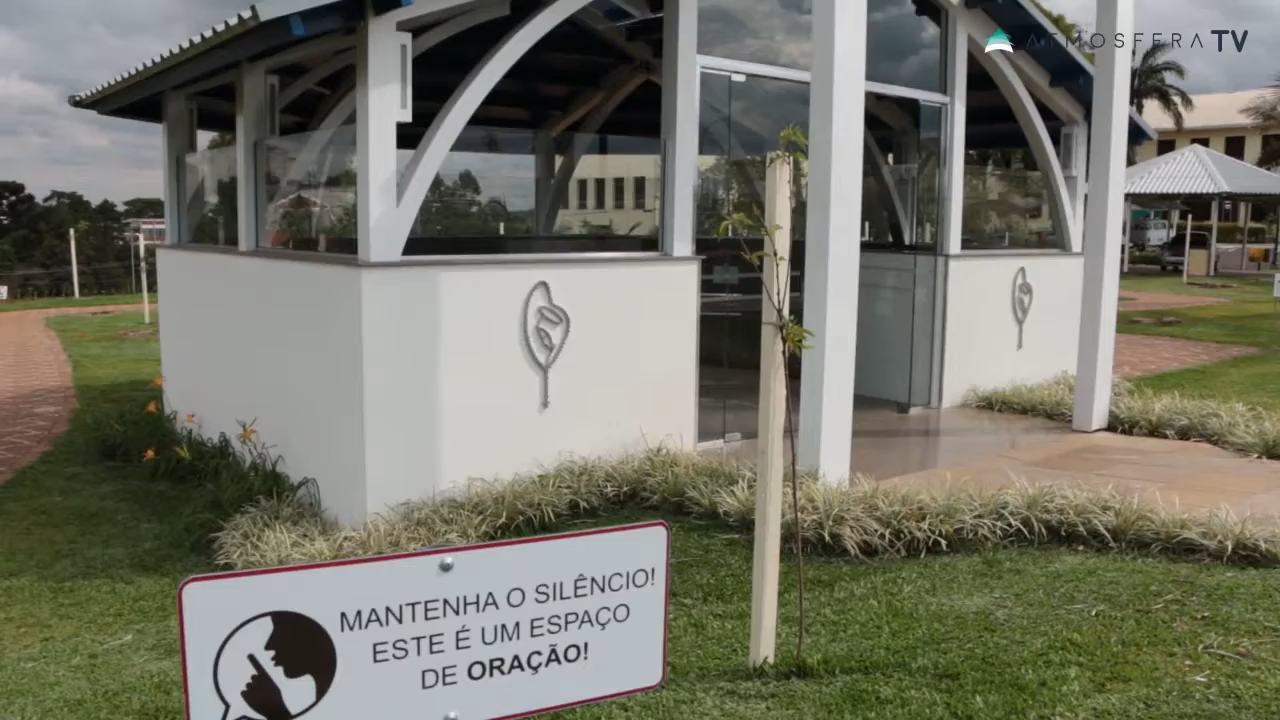 ATMOSFERA TV
MANTENHA O SILÊNCIO!
ESTE É UM ESPAÇO
DE ORAÇÃO!